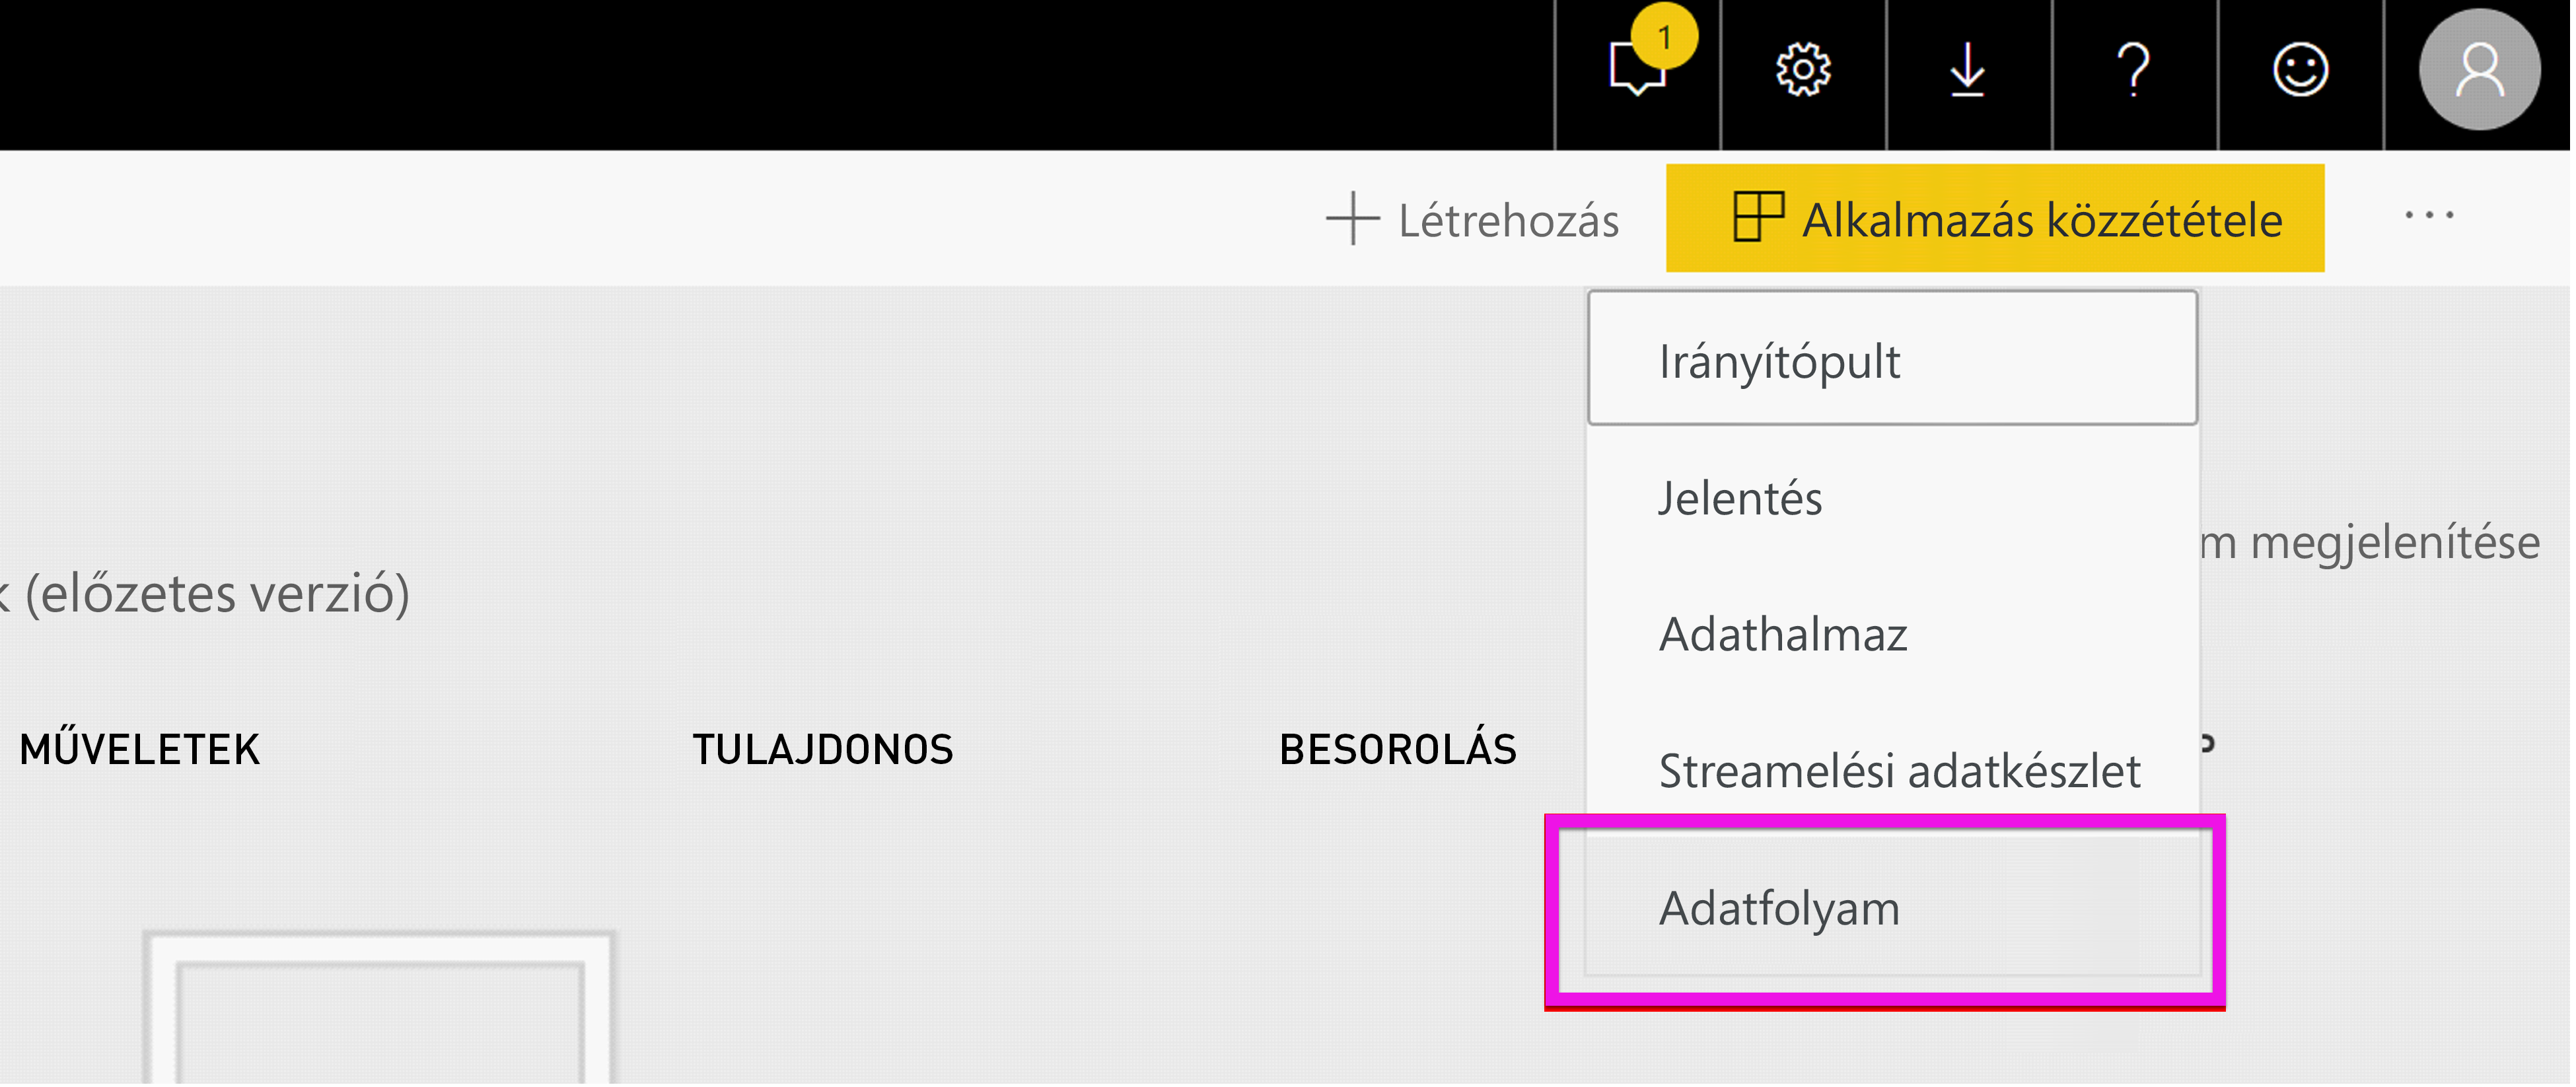 1
Létrehozás
Alkalmazás közzététele
Irányítópult
Jelentés
m megjelenítése
k (előzetes verzió)
Adathalmaz
MŰVELETEK
TULAJDONOS
BESOROLÁS
Streamelési adatkészlet
Adatfolyam